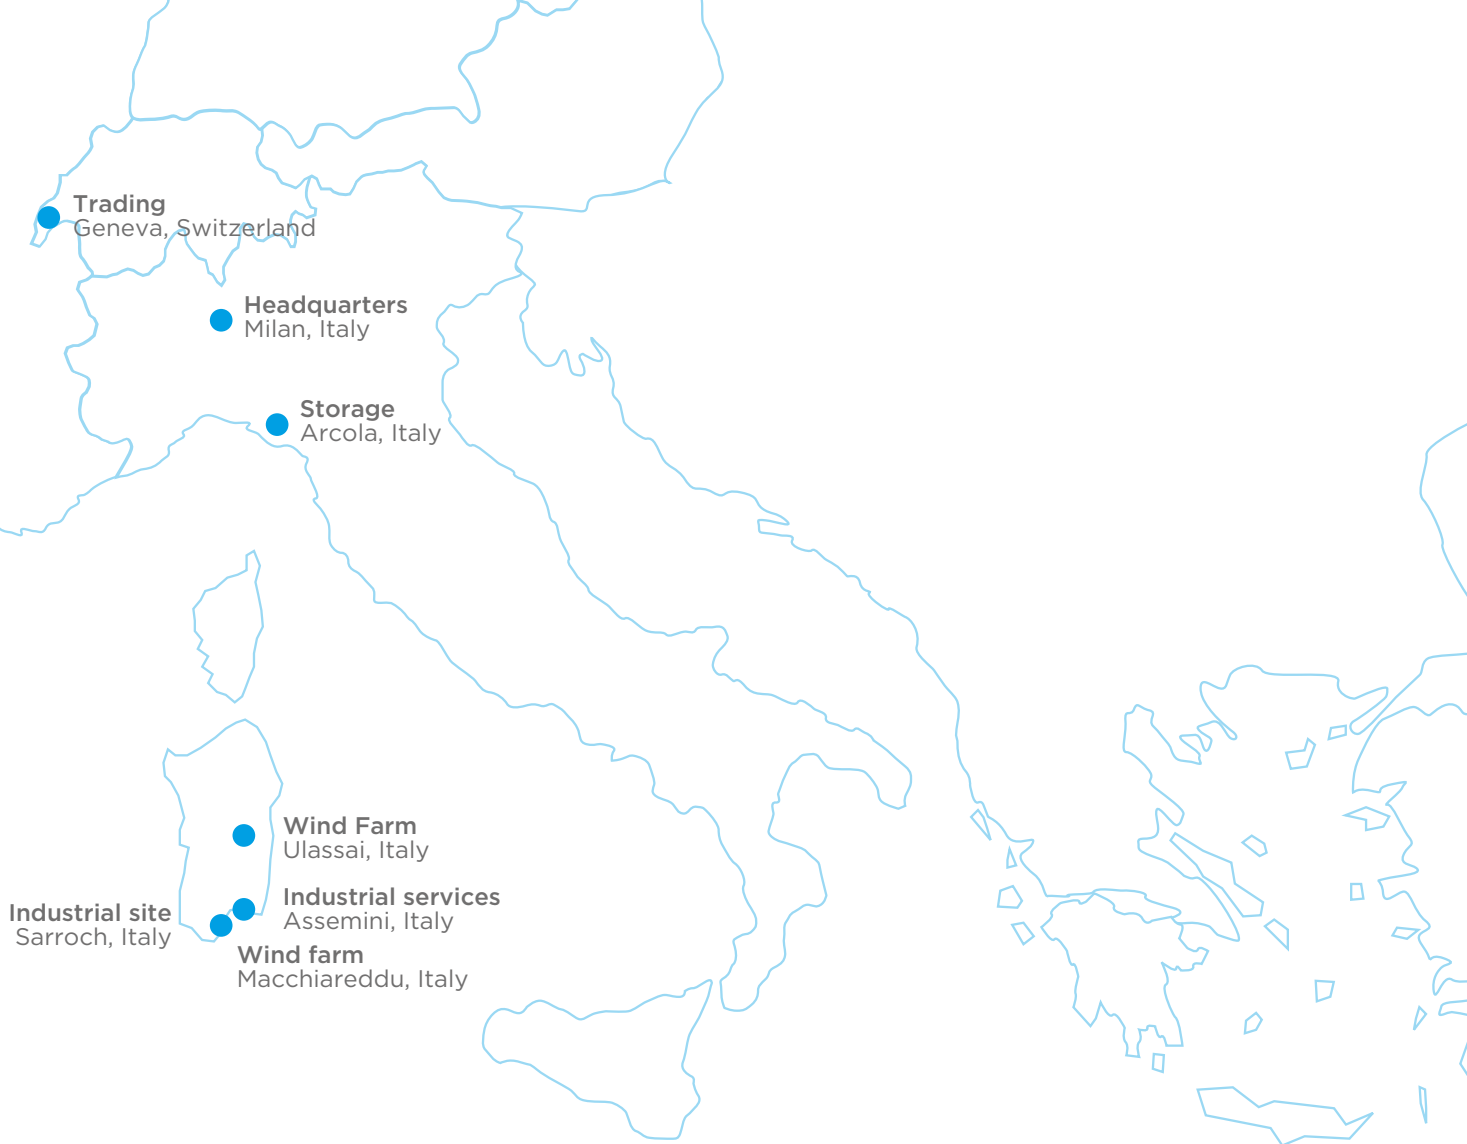 Trading
Geneva, Switzerland
Headquarters
Milan, Italy
Storage
Arcola, Italy
Wind Farm
Ulassai, Italy
Industrial services
Assemini, Italy
Industrial site
Sarroch, Italy
Wind farm
Macchiareddu, Italy